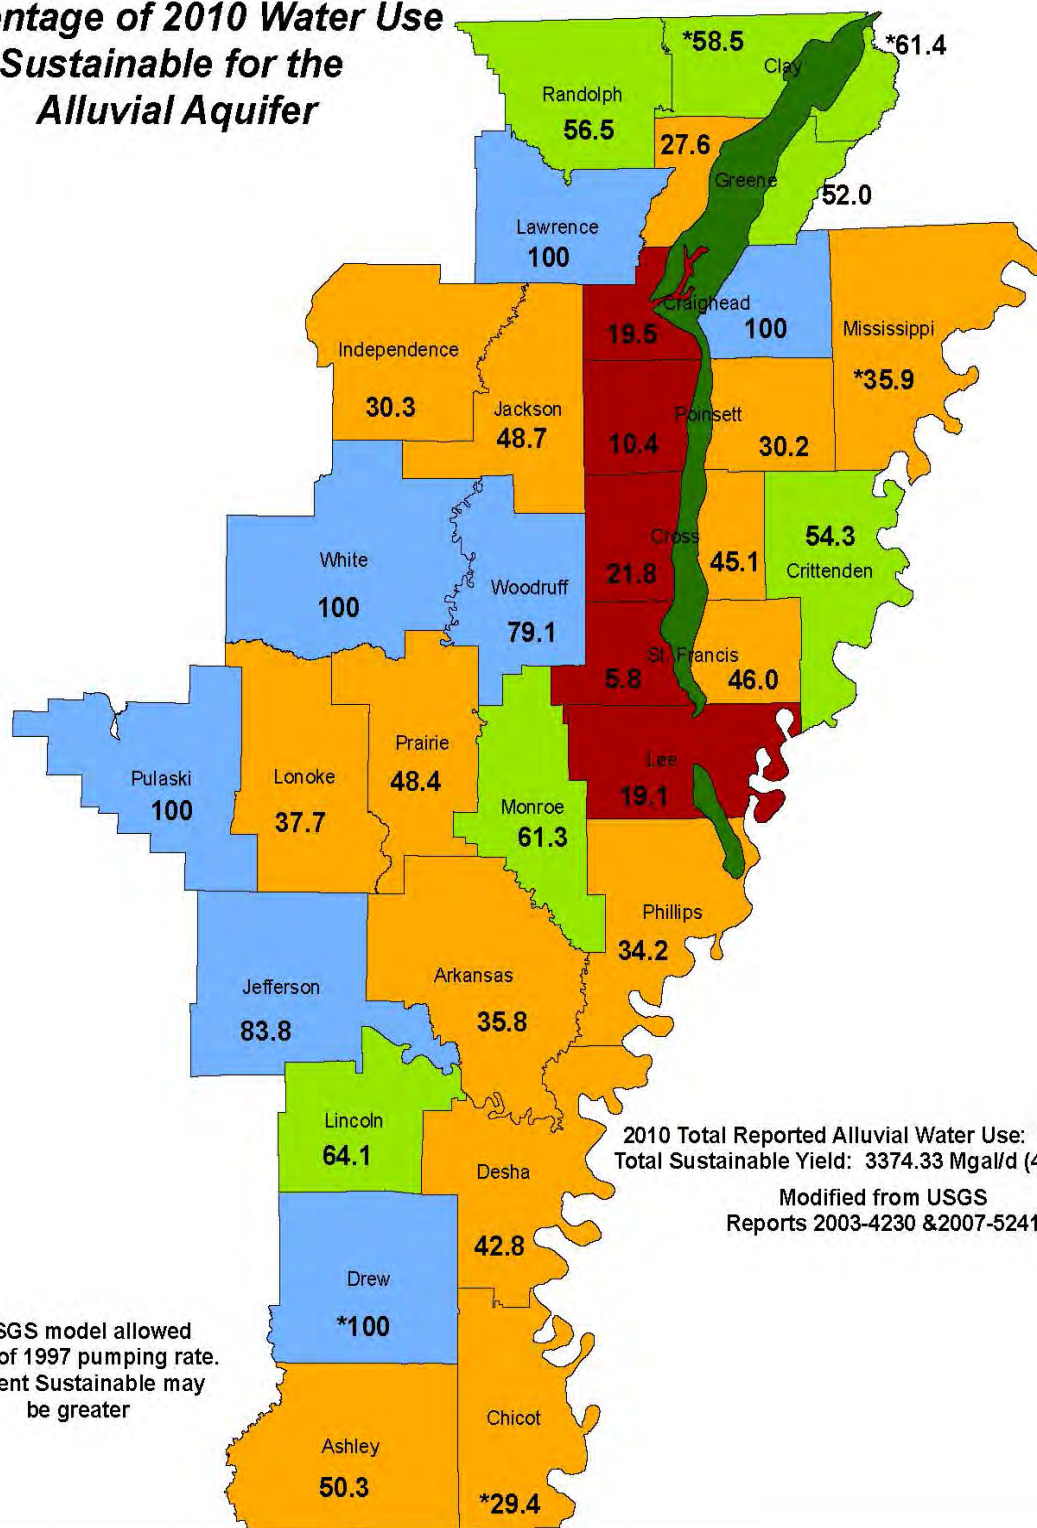 entage of 2010 Water Use
Sustainable for the
Alluvial Aquifer
*58.5
*61.4
Clay
Randolph
56.5
27.6
Greene
52.0
Lawrence
100
Craighead
19.5
100
Mississippi
*35.9
Independence
30.3
Jackson
48.7
Poinsett
10.4
30.2
White
100
Woodruff
79.1
Cross
21.8
45.1
54.3
Crittenden
St. Francis
5.8
46.0
Pulaski
100
Lonoke
37.7
Prairie
48.4
Monroe
61.3
Lee
19.1
Phillips
34.2
Jefferson
83.8
Arkansas
35.8
Lincoln
64.1
Desha
42.8
2010 Total Reported Alluvial Water Use:
Total Sustainable Yield: 3374.33 Mgal/d (4
Modified from USGS
Reports 2003-4230 &2007-5241
Drew
*100
SGS model allowed
of 1997 pumping rate.
ent Sustainable may
be greater
Chicot
*29.4
Ashley
50.3